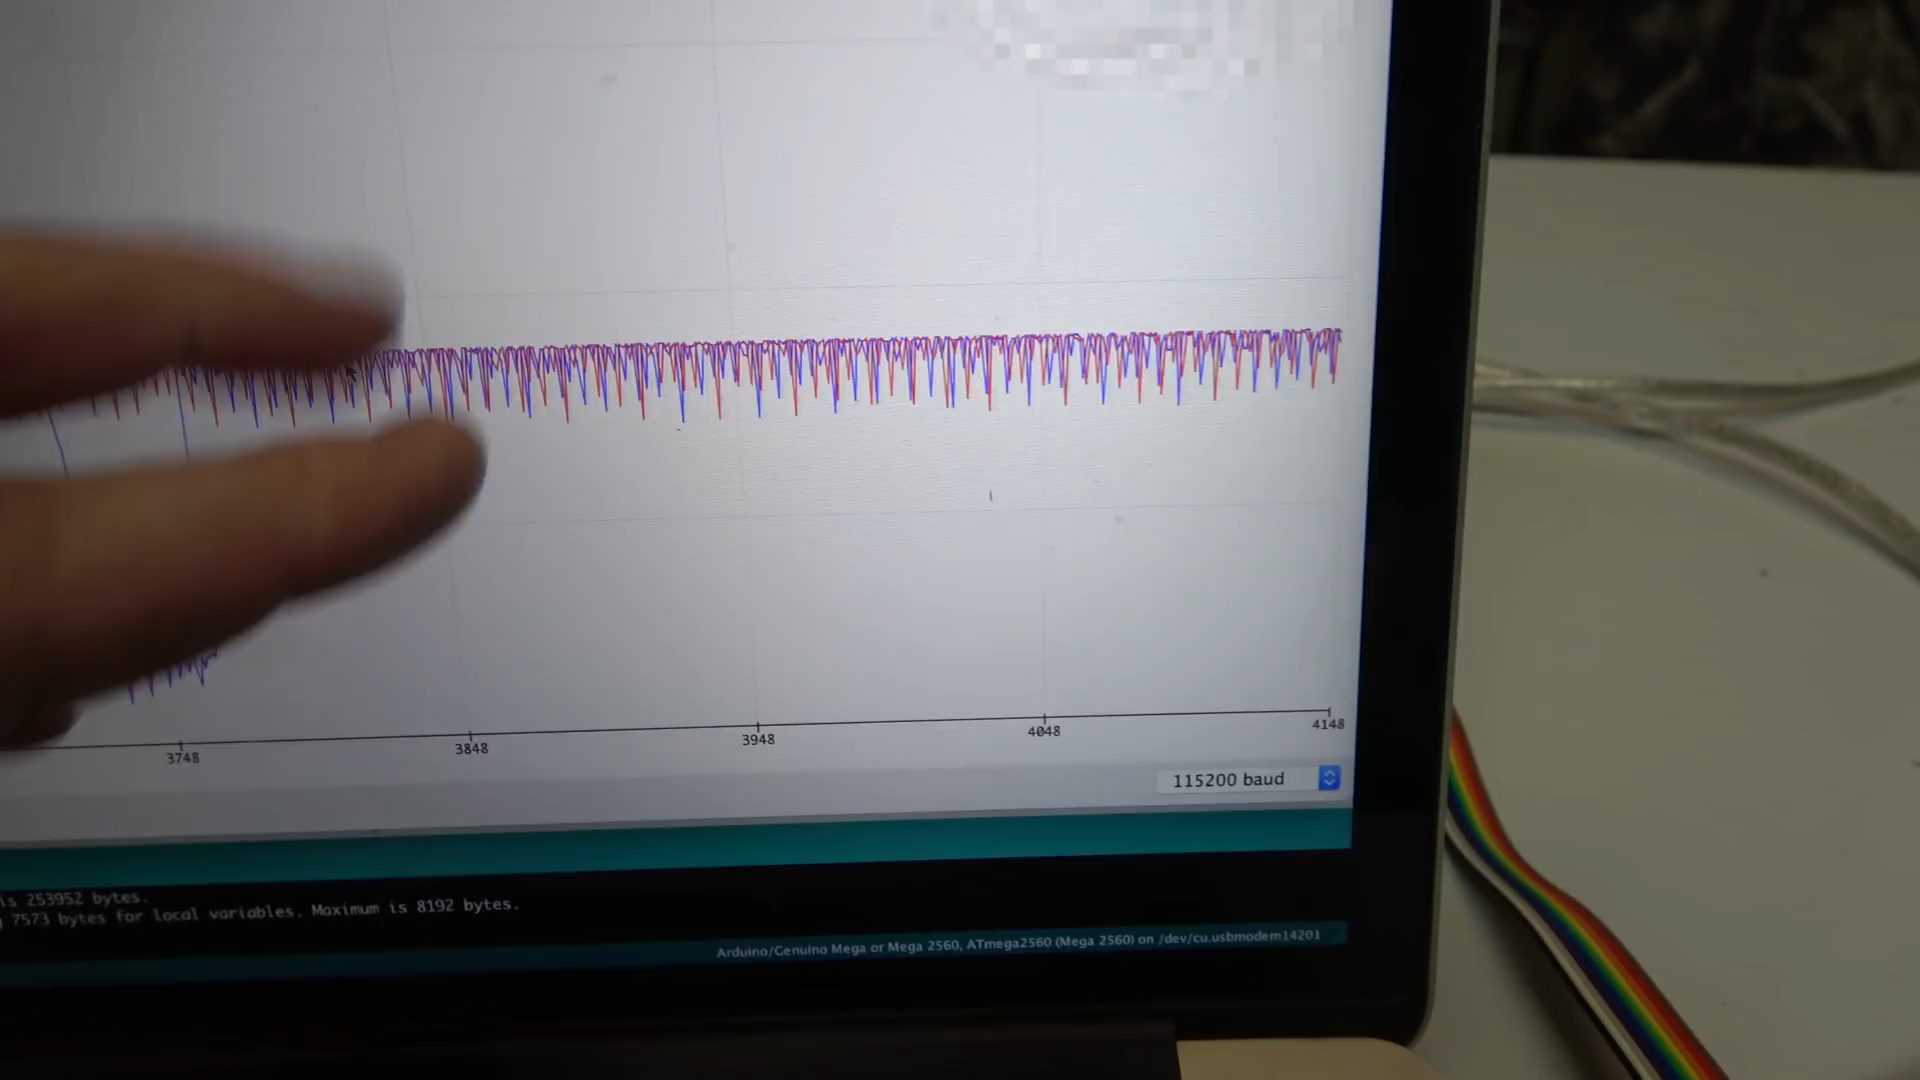 3748 3848 3948 4048 4148
115200 baud
is 253952 bytes.
7573 bytes for local variables. Maximum is 8192 bytes.
Arduino/Genuino Mega or Mega 2560, ATmega2560 (Mega 2560) on /dev/cu.usbmodem14201